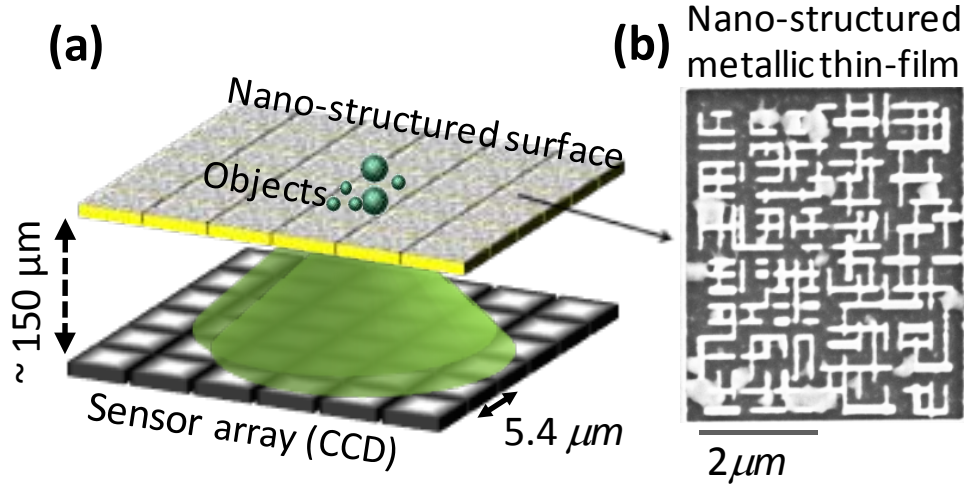 (a)
Nano-structured surface
Objects
~ 150 μm
Sensor array (CCD)
5.4 μm
(b)
Nano-structured
metallic thin-film
2μm